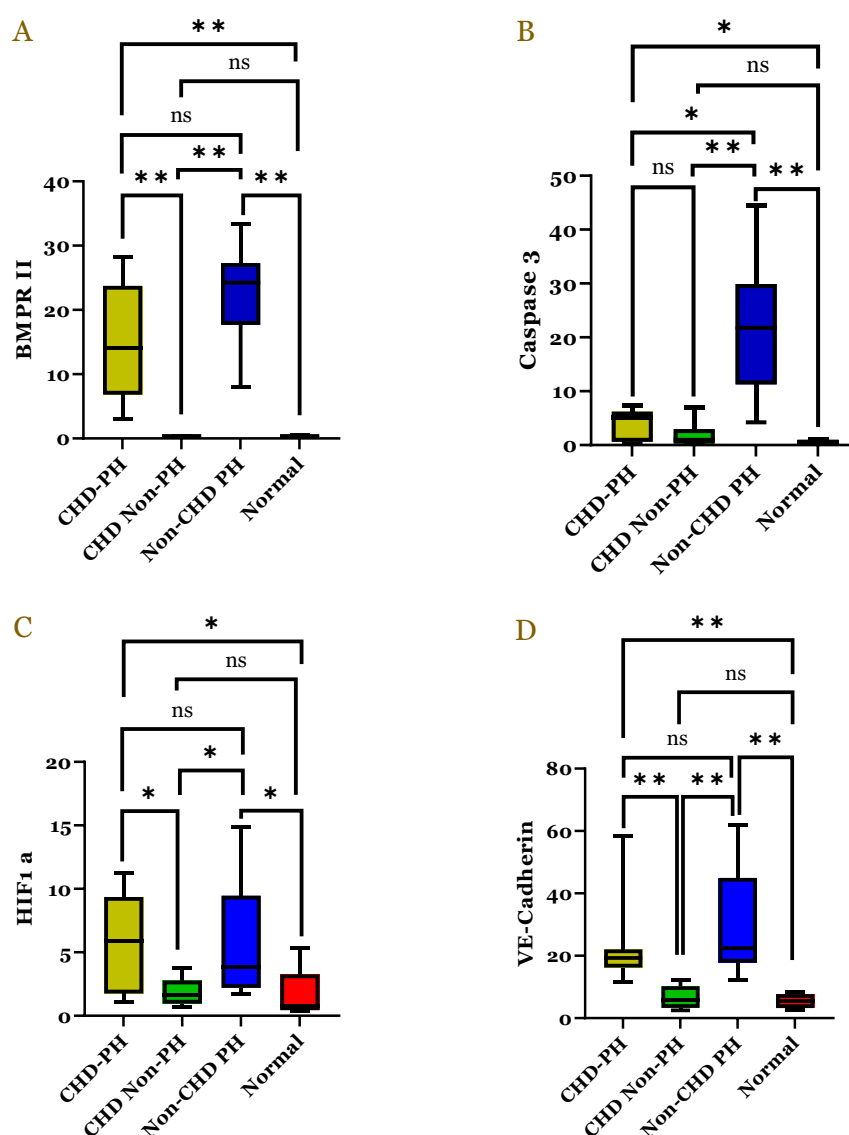 A
**
ns
ns
**
**
**
BMPR II
40
30
20
10
0
CHD-PH
CHD Non-PH
Non-CHD PH
Normal
B
*
ns
*
ns
**
**
Caspase 3
50
40
30
20
10
0
CHD-PH
CHD Non-PH
Non-CHD PH
Normal
C
*
ns
ns
*
*
*
HIF1 a
20
15
10
5
0
CHD-PH
CHD Non-PH
Non-CHD PH
Normal
D
**
ns
ns
**
**
**
VE-Cadherin
80
60
40
20
0
CHD-PH
CHD Non-PH
Non-CHD PH
Normal